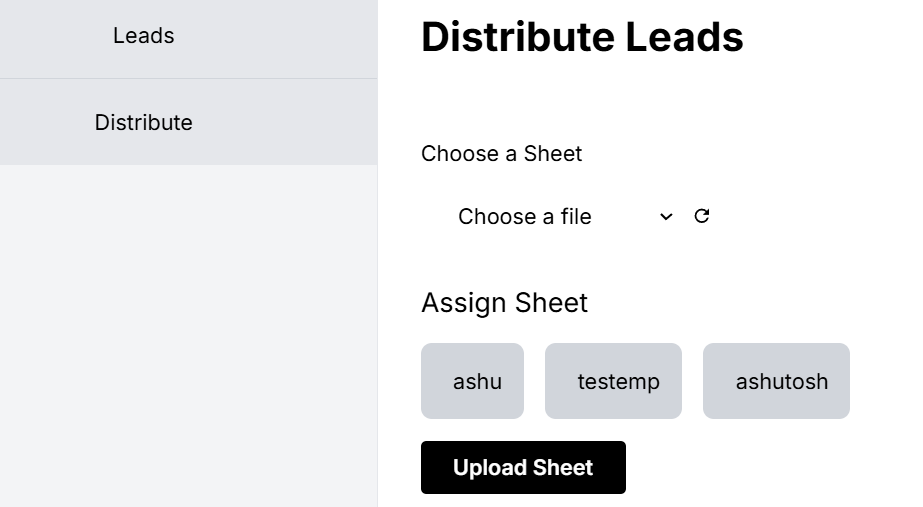 Leads
Distribute
Distribute Leads
Choose a Sheet
Choose a file
Assign Sheet
ashu testemp ashutosh
Upload Sheet